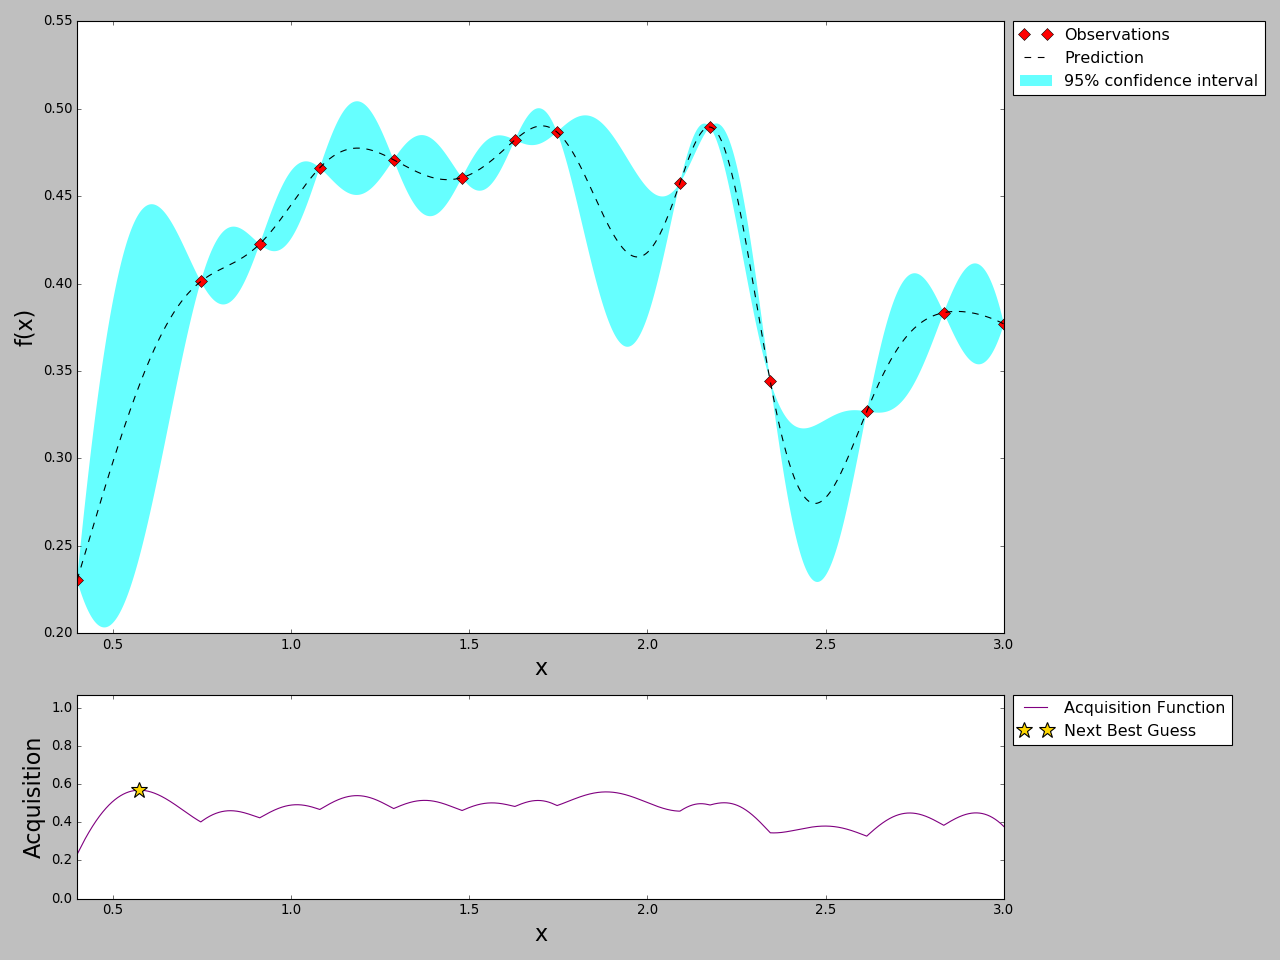 0.55
0.50
0.45
0.40
0.35
0.30
0.25
0.20
f(x)
0.5 1.0 1.5 2.0 2.5 3.0
x
Observations
Prediction
95% confidence interval
1.0
0.8
0.6
0.4
0.2
0.0
Acquisition
0.5 1.0 1.5 2.0 2.5 3.0
x
Acquisition Function
Next Best Guess